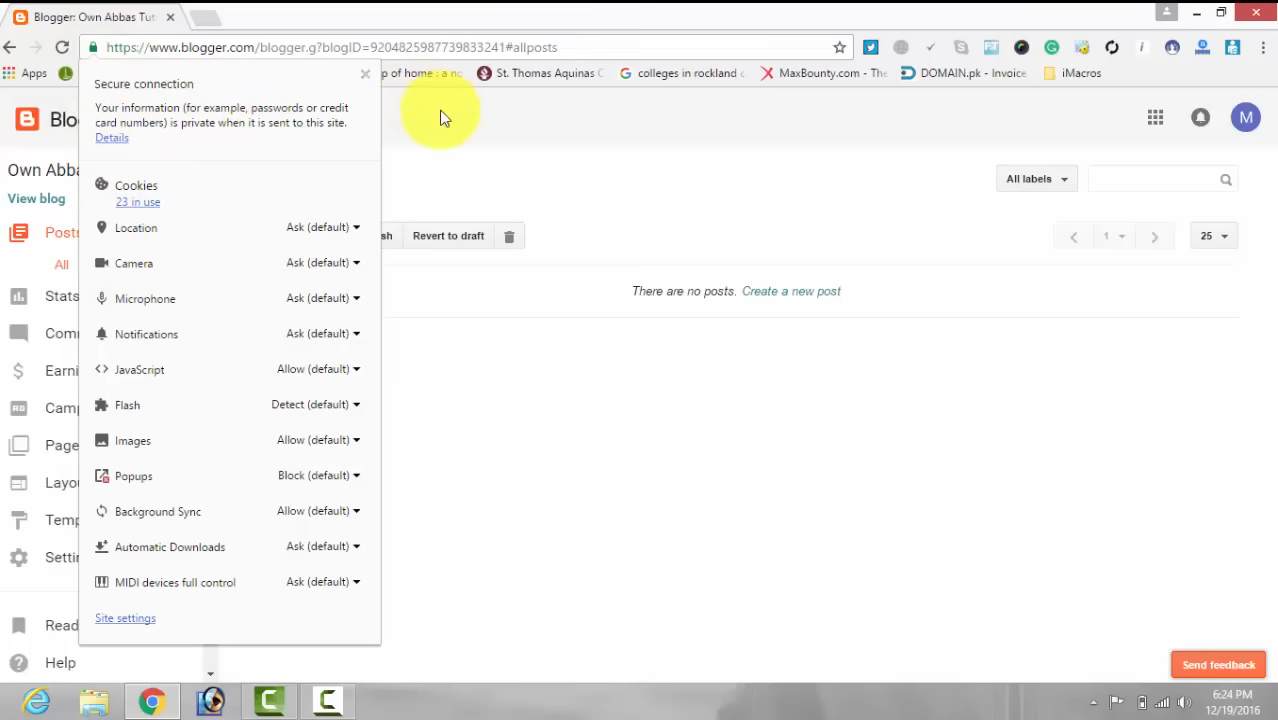 Blogger: Own Abbas Tut
https://www.blogger.com/blogger.g?blogID=9204825987739833241#allposts
Apps
p of home : a no
St. Thomas Aquinas C
colleges in rockland c
MaxBounty.com - The
DOMAIN.pk - Invoice
iMacros
Secure connection
Your information (for example, passwords or credit
card numbers) is private when it is sent to this site.
Details
Blo
M
Own Abba
All labels
View blog
Cookies
23 in use
Posts
Location Ask (default)
sh
Revert to draft
1
25
All
Camera Ask (default)
Stats
Microphone Ask (default)
There are no posts. Create a new post
Com
Notifications Ask (default)
Earni
JavaScript Allow (default)
Camp
Flash Detect (default)
Page
Images Allow (default)
Layou
Popups Block (default)
Temp
Background Sync Allow (default)
Setti
Automatic Downloads Ask (default)
MIDI devices full control Ask (default)
Site settings
Read
Help
Send feedback
6:24 PM
12/19/2016